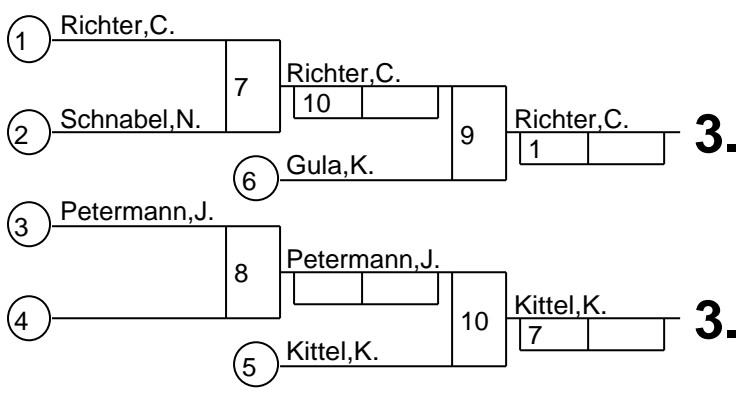 Richter,C.
1
7
Richter,C.
10
Schnabel,N.
2
9
Richter,C.
1
3.
Gula,K.
6
Petermann,J.
3
8
Petermann,J.
4
10
Kittel,K.
7
3.
Kittel,K.
5